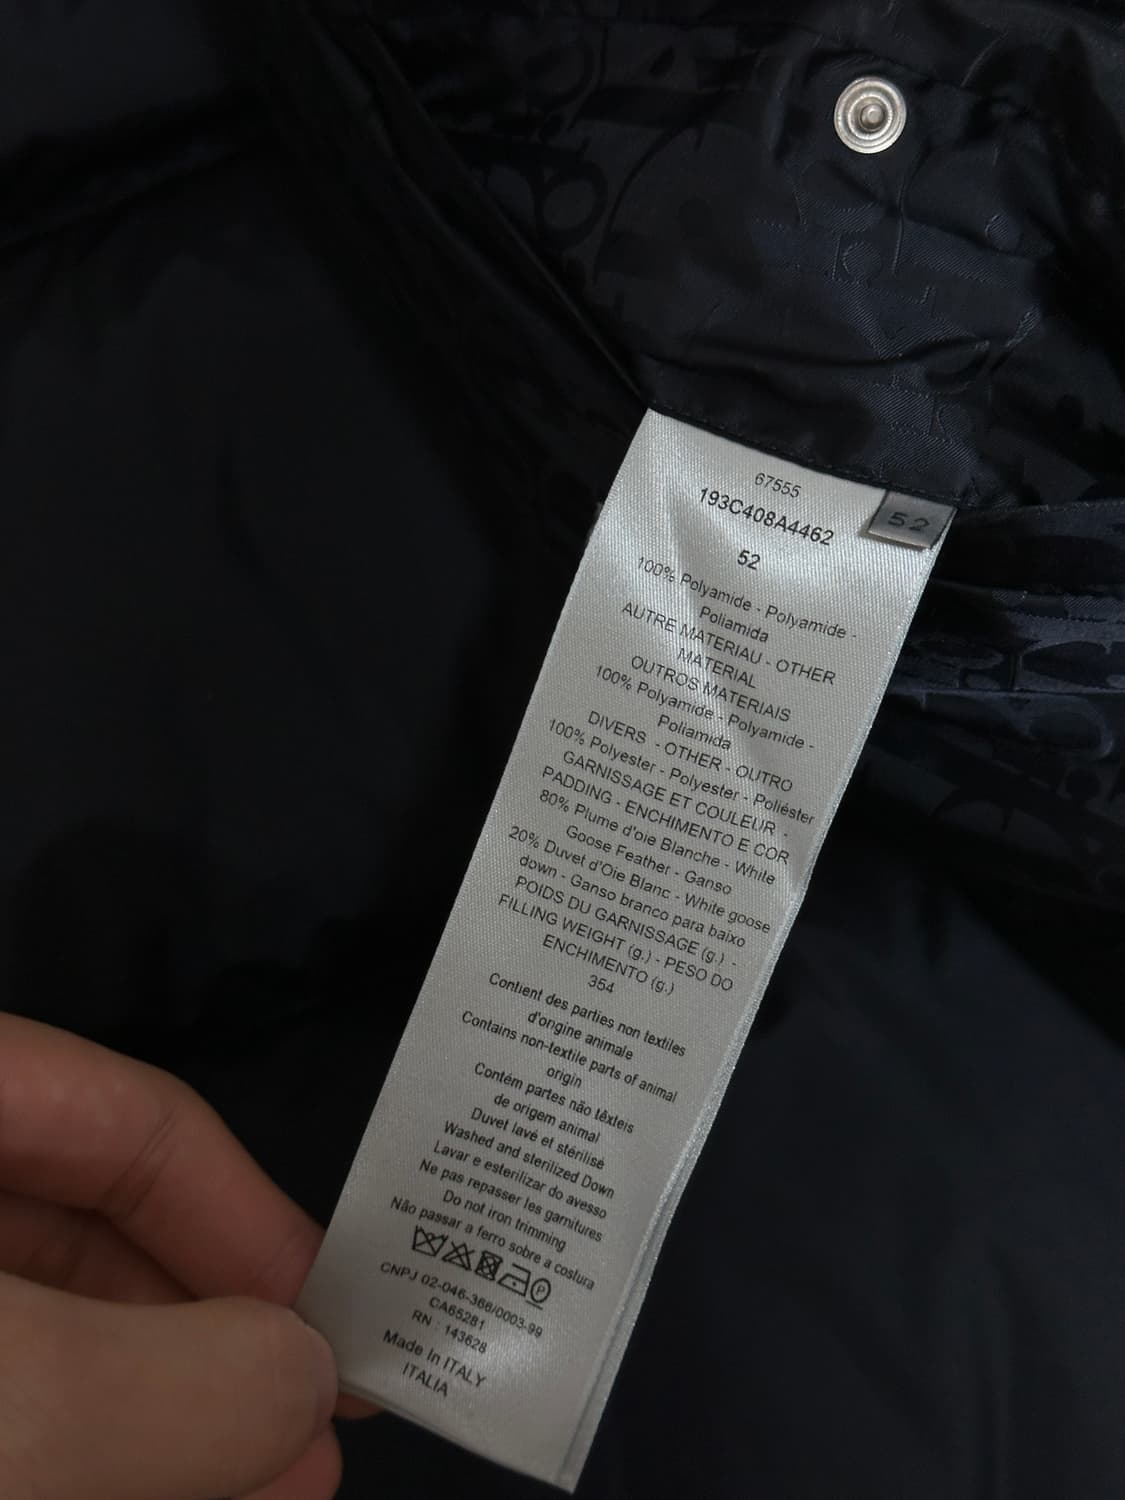 67555
193C408A4462
52
52
100% Polyamide - Polyamide -
Poliamida
AUTRE MATERIAU - OTHER
MATERIAL
OUTROS MATERIAIS
100% Polyamide - Polyamide -
Poliamida
DIVERS - OTHER - OUTRO
100% Polyester - Polyester - Poliéster
GARNISSAGE ET COULEUR -
PADDING - ENCHIMENTO E COR
80% Plume d'oie Blanche - White
Goose Feather - Ganso
20% Duvet d'Oie Blanc - White goose
down - Ganso branco para baixo
POIDS DU GARNISSAGE (g.) -
FILLING WEIGHT (g.) - PESO DO
ENCHIMENTO (g.)
354
Contient des parties non textiles
d'origine animale
Contains non-textile parts of animal
origin
Contém partes não têxteis
de origem animal
Duvet lavé et stérilisé
Washed and sterilized Down
Lavar e esterilizar do avesso
Ne pas repasser les garnitures
Do not iron trimming
Não passar a ferro sobre a costura
P
CNPJ 02-046-366/0003-99
CA65281
RN : 143628
Made In ITALY
ITALIA